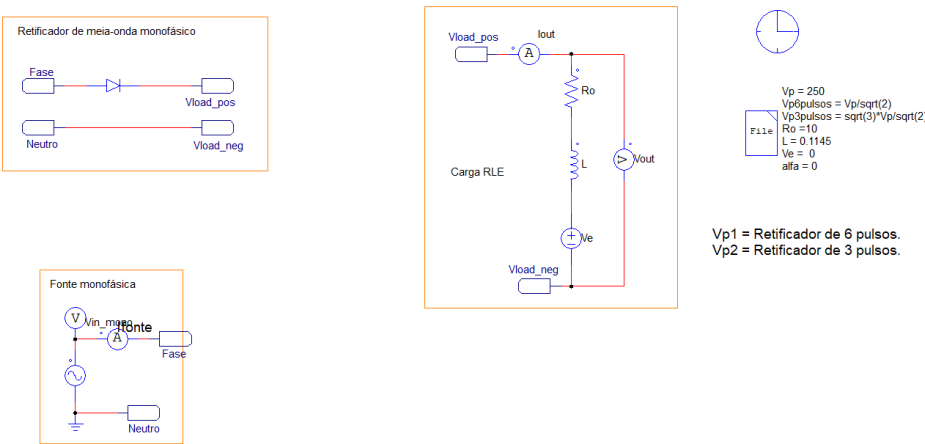 Retificador de meia-onda monofásico
Fase
Vload_pos
Neutro
Vload_neg
Vload_pos
Iout
A
Ro
L
V
Vout
Carga RLE
Ve
Vload_neg
File
Vp = 250
Vp6pulsos = Vp/sqrt(2)
Vp3pulsos = sqrt(3)*Vp/sqrt(2)
Ro =10
L = 0.1145
Ve = 0
alfa = 0
Vp1 = Retificador de 6 pulsos.
Vp2 = Retificador de 3 pulsos.
Fonte monofásica
V
Vin_mono
Ifonte
A
Fase
Neutro